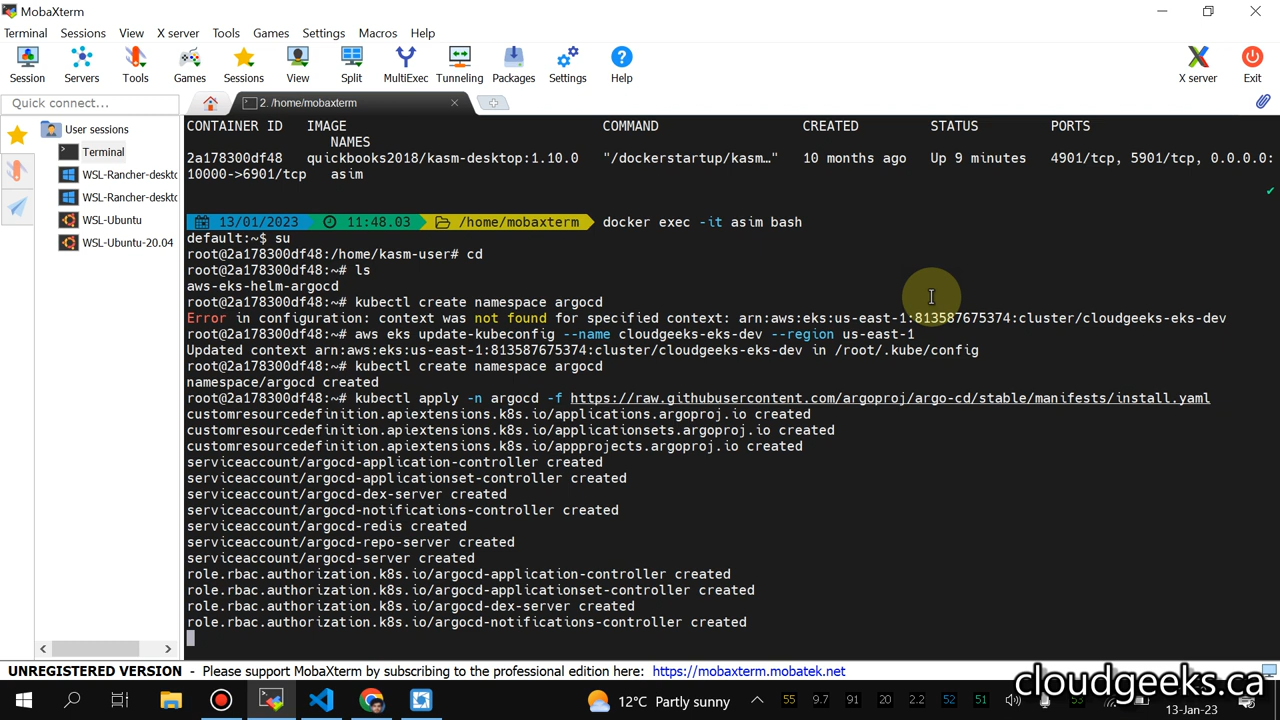 MobaXterm
Terminal Sessions View X server Tools Games Settings Macros Help
Session Servers Tools Games Sessions View Split MultiExec Tunneling Packages Settings Help X server Exit
Quick connect...
2. /home/mobaxterm
User sessions
Terminal
WSL-Rancher-deskto
WSL-Rancher-deskto
WSL-Ubuntu
WSL-Ubuntu-20.04
CONTAINER ID IMAGE COMMAND CREATED STATUS PORTS
NAMES
2a178300df48 quickbooks2018/kasm-desktop:1.10.0 "/dockerstartup/kasm…" 10 months ago Up 9 minutes 4901/tcp, 5901/tcp, 0.0.0.0:
10000->6901/tcp asim
13/01/2023 11:48.03 /home/mobaxterm docker exec -it asim bash
default:~$ su
root@2a178300df48:/home/kasm-user# cd
root@2a178300df48:~# ls
aws-eks-helm-argocd
root@2a178300df48:~# kubectl create namespace argocd
Error in configuration: context was not found for specified context: arn:aws:eks:us-east-1:813587675374:cluster/cloudgeeks-eks-dev
root@2a178300df48:~# aws eks update-kubeconfig --name cloudgeeks-eks-dev --region us-east-1
Updated context arn:aws:eks:us-east-1:813587675374:cluster/cloudgeeks-eks-dev in /root/.kube/config
root@2a178300df48:~# kubectl create namespace argocd
namespace/argocd created
root@2a178300df48:~# kubectl apply -n argocd -f https://raw.githubusercontent.com/argoproj/argo-cd/stable/manifests/install.yaml
customresourcedefinition.apiextensions.k8s.io/applications.argoproj.io created
customresourcedefinition.apiextensions.k8s.io/applicationsets.argoproj.io created
customresourcedefinition.apiextensions.k8s.io/appprojects.argoproj.io created
serviceaccount/argocd-application-controller created
serviceaccount/argocd-applicationset-controller created
serviceaccount/argocd-dex-server created
serviceaccount/argocd-notifications-controller created
serviceaccount/argocd-redis created
serviceaccount/argocd-repo-server created
serviceaccount/argocd-server created
role.rbac.authorization.k8s.io/argocd-application-controller created
role.rbac.authorization.k8s.io/argocd-applicationset-controller created
role.rbac.authorization.k8s.io/argocd-dex-server created
role.rbac.authorization.k8s.io/argocd-notifications-controller created
UNREGISTERED VERSION - Please support MobaXterm by subscribing to the professional edition here: https://mobaxterm.mobatek.net
cloudgeeks.ca
12°C Partly sunny 55 9.7 91 20 2.2 52 51 53
13-Jan-23